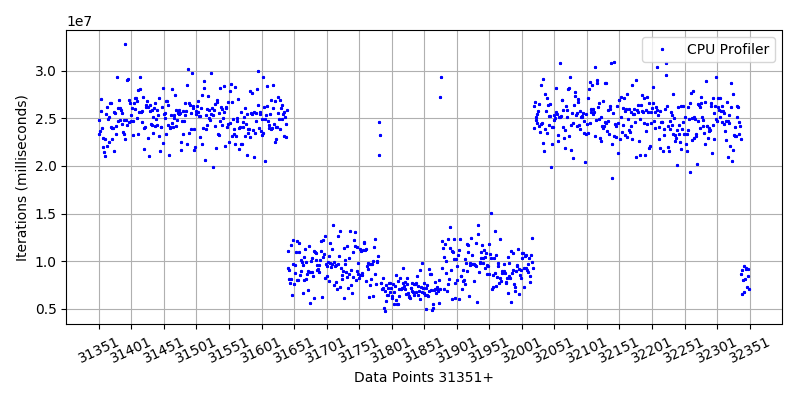 1e7
CPU Profiler
3.0
2.5
2.0
1.5
1.0
0.5
Iterations (milliseconds)
31351 31401 31451 31501 31551 31601 31651 31701 31751 31801 31851 31901 31951 32001 32051 32101 32151 32201 32251 32301 32351
Data Points 31351+